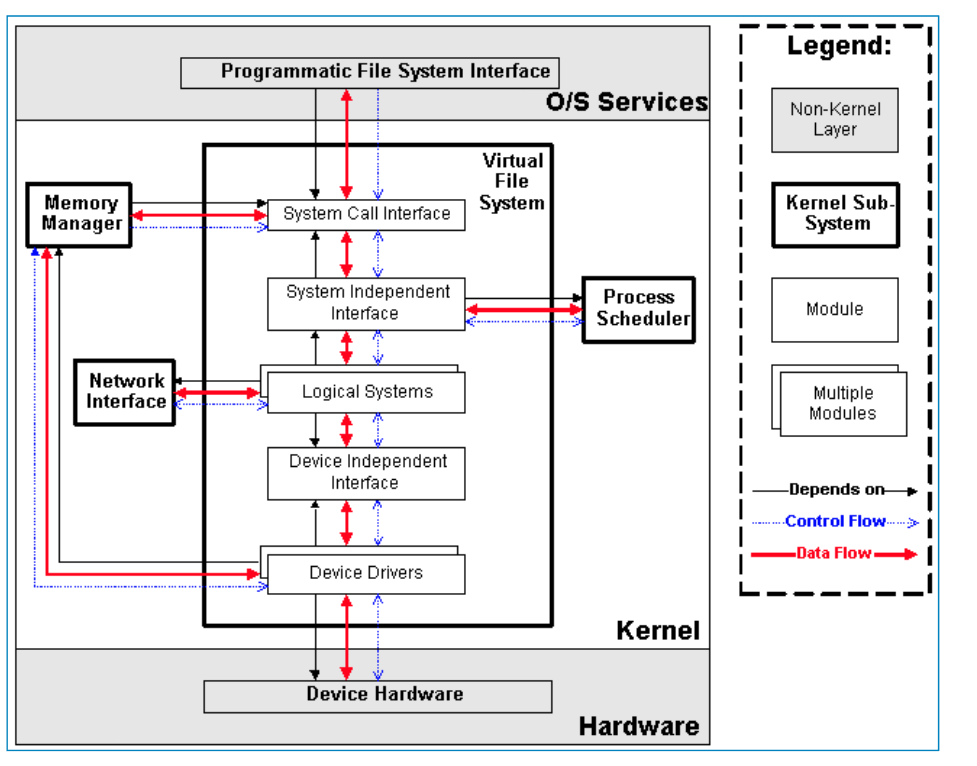 Programmatic File System Interface
O/S Services
Virtual
File
System
Memory
Manager
System Call Interface
System Independent
Interface
Process
Scheduler
Network
Interface
Logical Systems
Device Independent
Interface
Device Drivers
Kernel
Device Hardware
Hardware
Legend:
Non-Kernel
Layer
Kernel Sub-
System
Module
Multiple
Modules
Depends on
Control Flow
Data Flow